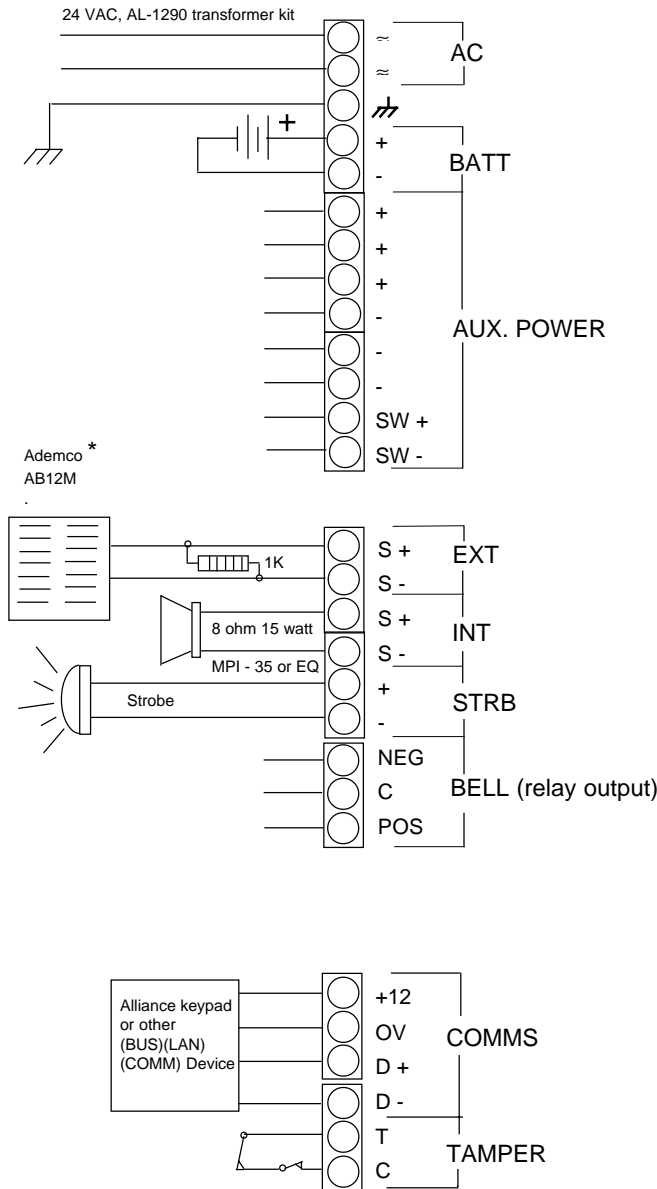 24 VAC, AL-1290 transformer kit
≈
≈
AC
+
+
-
BATT
+
+
+
-
-
-
SW +
SW -
AUX. POWER
Ademco *
AB12M
.
1K
S +
S -
EXT
8 ohm 15 watt
S +
S -
INT
MPI - 35 or EQ
Strobe
+
-
STRB
NEG
C
POS
BELL (relay output)
Alliance keypad
or other
(BUS)(LAN)
(COMM) Device
+12
OV
D +
D -
COMMS
T
C
TAMPER